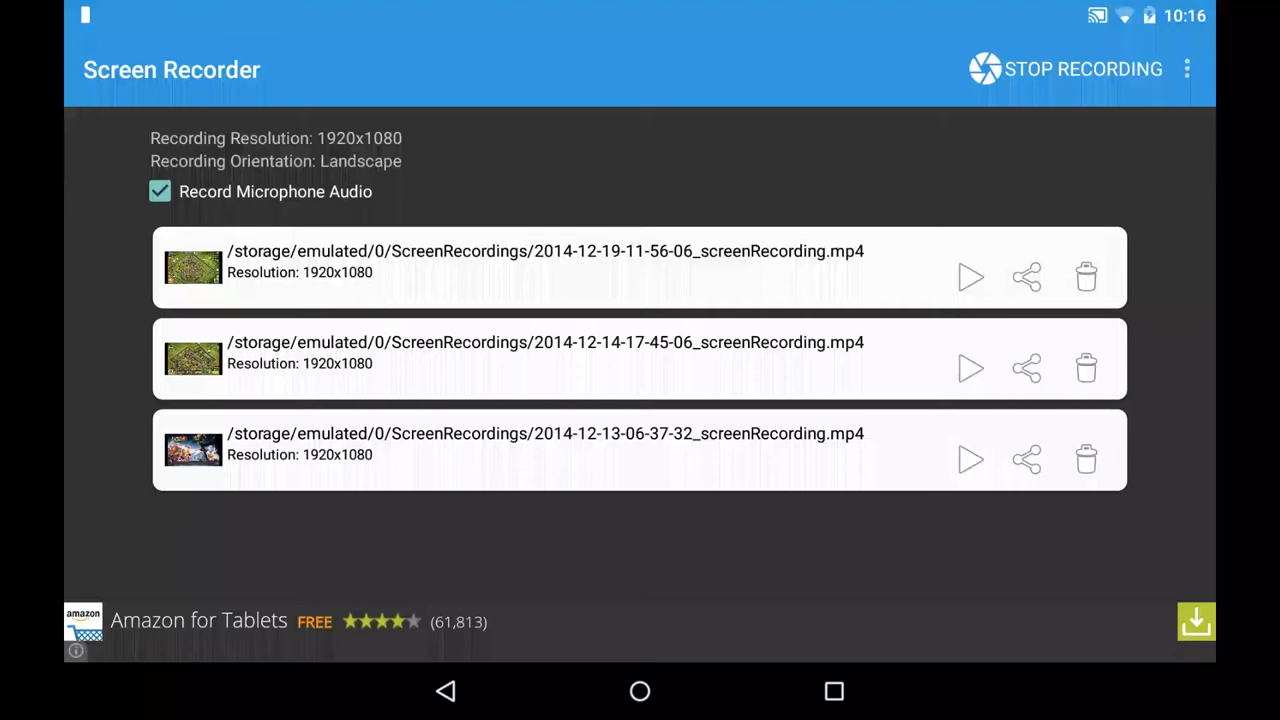 10:16
Screen Recorder
STOP RECORDING
Recording Resolution: 1920x1080
Recording Orientation: Landscape
Record Microphone Audio
/storage/emulated/0/ScreenRecordings/2014-12-19-11-56-06_screenRecording.mp4
Resolution: 1920x1080
/storage/emulated/0/ScreenRecordings/2014-12-14-17-45-06_screenRecording.mp4
Resolution: 1920x1080
/storage/emulated/0/ScreenRecordings/2014-12-13-06-37-32_screenRecording.mp4
Resolution: 1920x1080
amazon
Amazon for Tablets FREE (61,813)